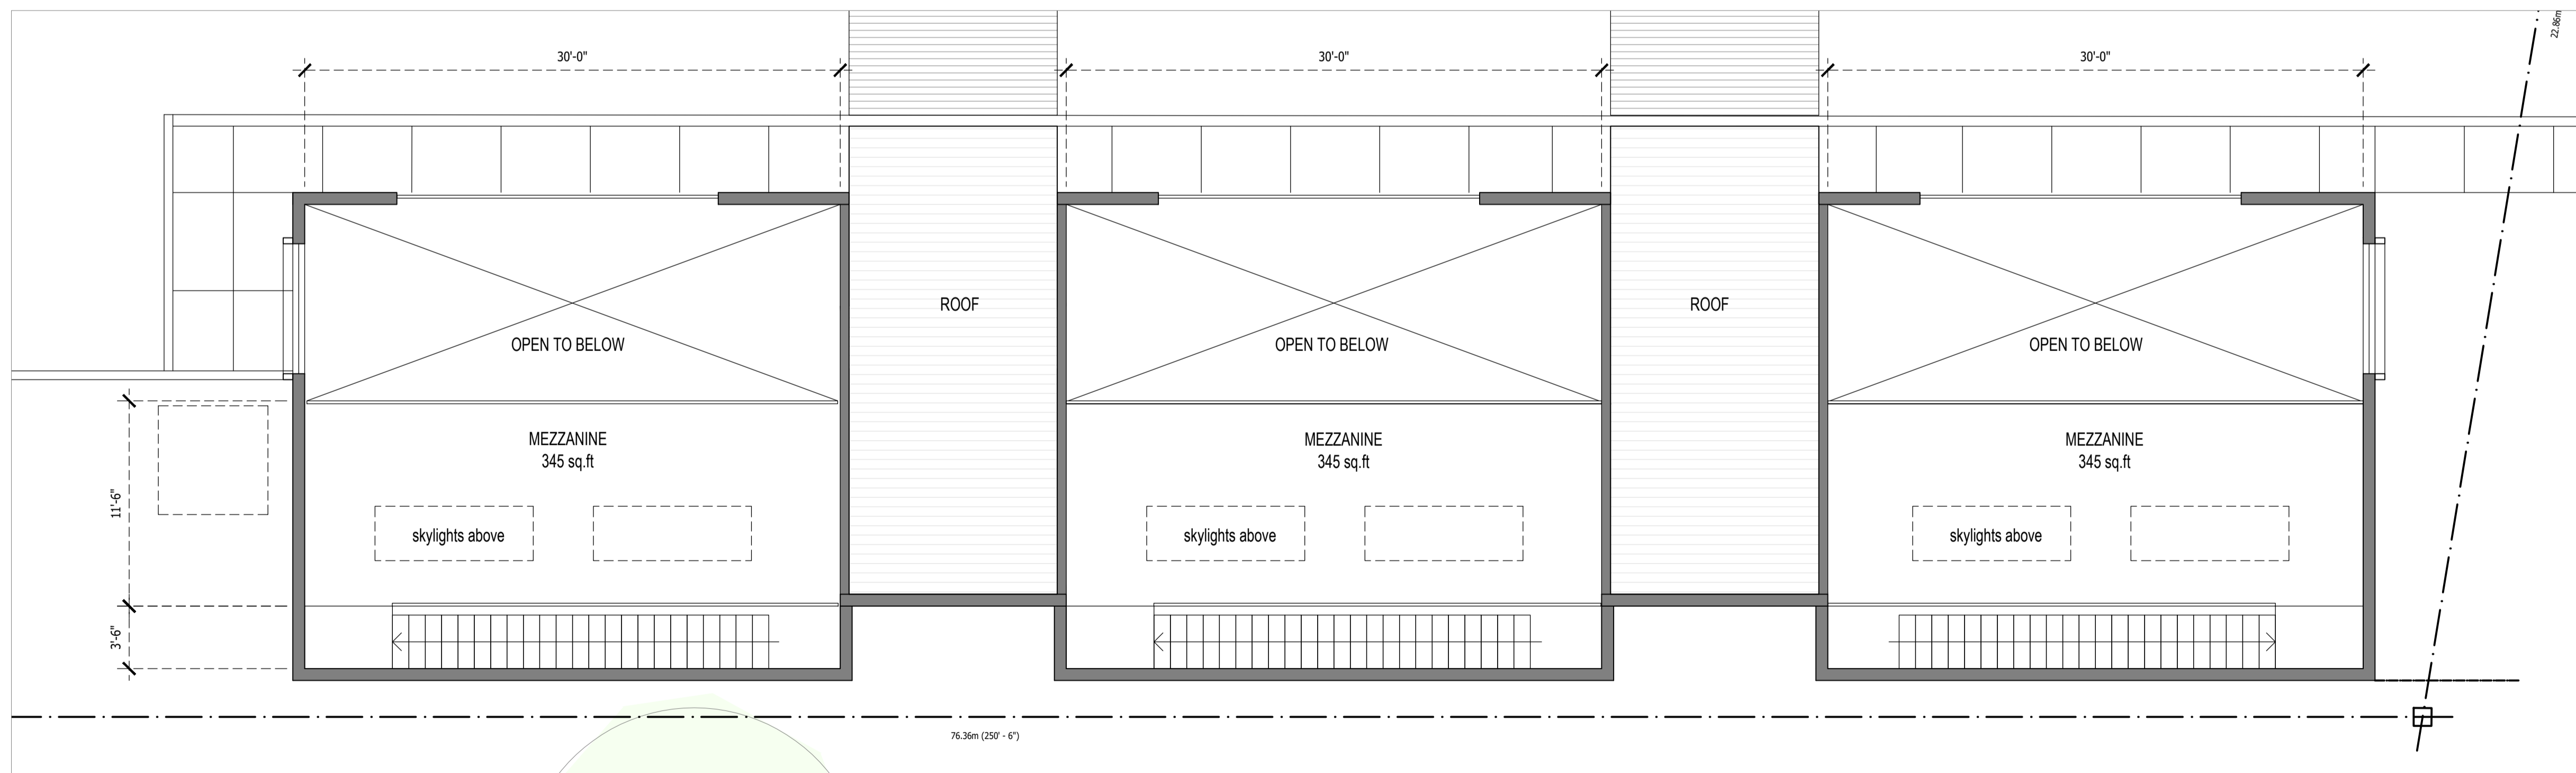 22.86m
30'-0"
30'-0"
30'-0"
ROOF
ROOF
OPEN TO BELOW
OPEN TO BELOW
OPEN TO BELOW
MEZZANINE
345 sq.ft
MEZZANINE
345 sq.ft
MEZZANINE
345 sq.ft
11'-6"
skylights above
skylights above
skylights above
3'-6"
76.36m (250' - 6")